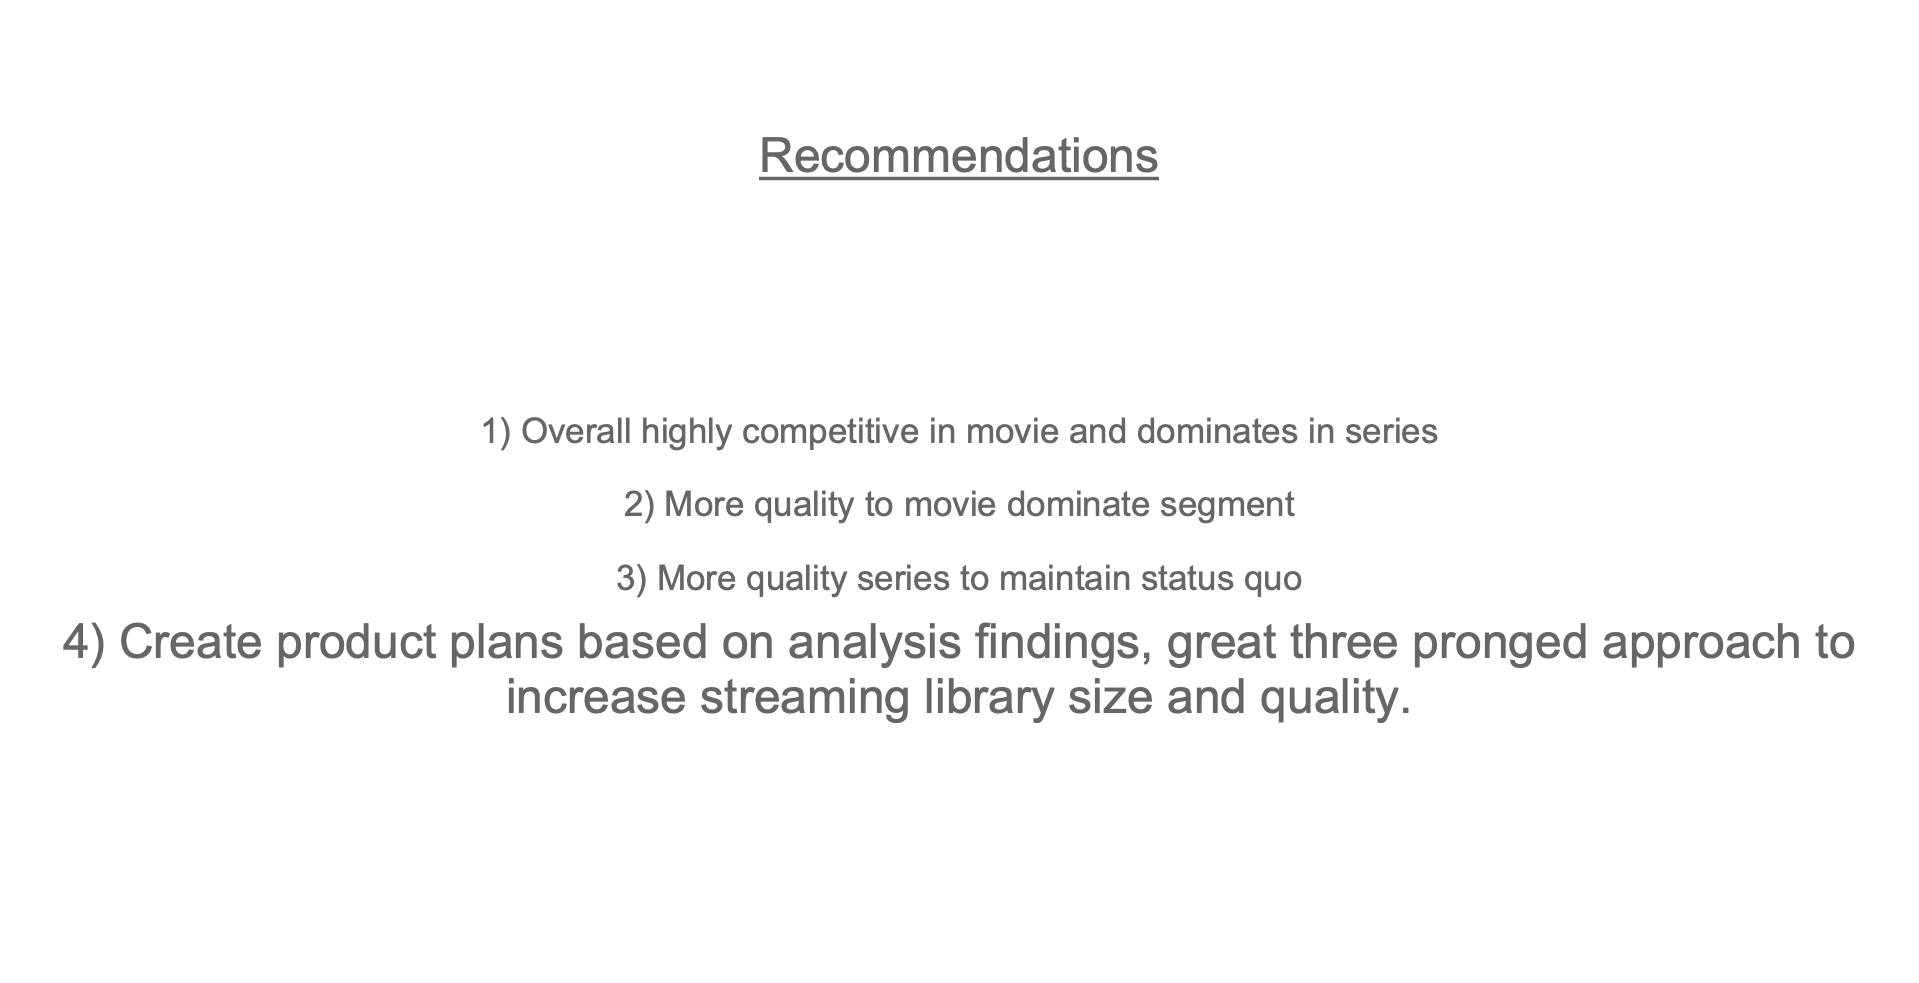 Recommendations
1) Overall highly competitive in movie and dominates in series
2) More quality to movie dominate segment
3) More quality series to maintain status quo
4) Create product plans based on analysis findings, great three pronged approach to
increase streaming library size and quality.